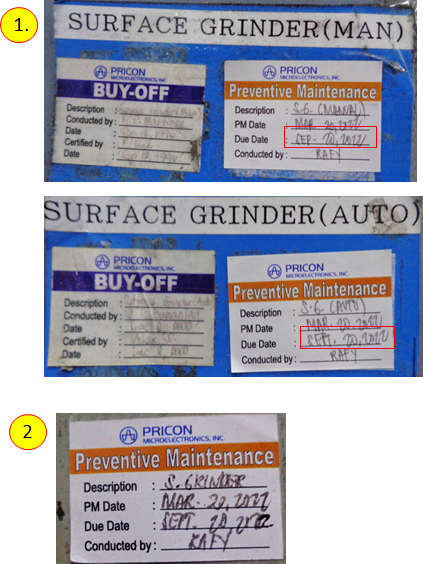 1.
SURFACE GRINDER(MAN)
PRICON
MICROELECTRONICS, INC.
BUY-OFF
Description :
Conducted by :
Date :
Certified by :
Date :
PRICON
MICROELECTRONICS, INC.
Preventive Maintenance
Description : S.G. (MANUAL)
PM Date : MAR. 20, 2022
Due Date : SEP. 20, 2022
Conducted by : RAFY
SURFACE GRINDER(AUTO)
PRICON
MICROELECTRONICS, INC.
BUY-OFF
Description : Grinder (Auto)
Conducted by :
Date :
Certified by :
Date :
PRICON
MICROELECTRONICS, INC.
Preventive Maintenance
Description : S.G. (AUTO)
PM Date : MAR. 20, 2022
Due Date : SEPT. 20, 2022
Conducted by : RAFY
2
PRICON
MICROELECTRONICS, INC.
Preventive Maintenance
Description : S. GRINDER
PM Date : MAR. 20, 2022
Due Date : SEPT. 20, 2022
Conducted by : RAFY